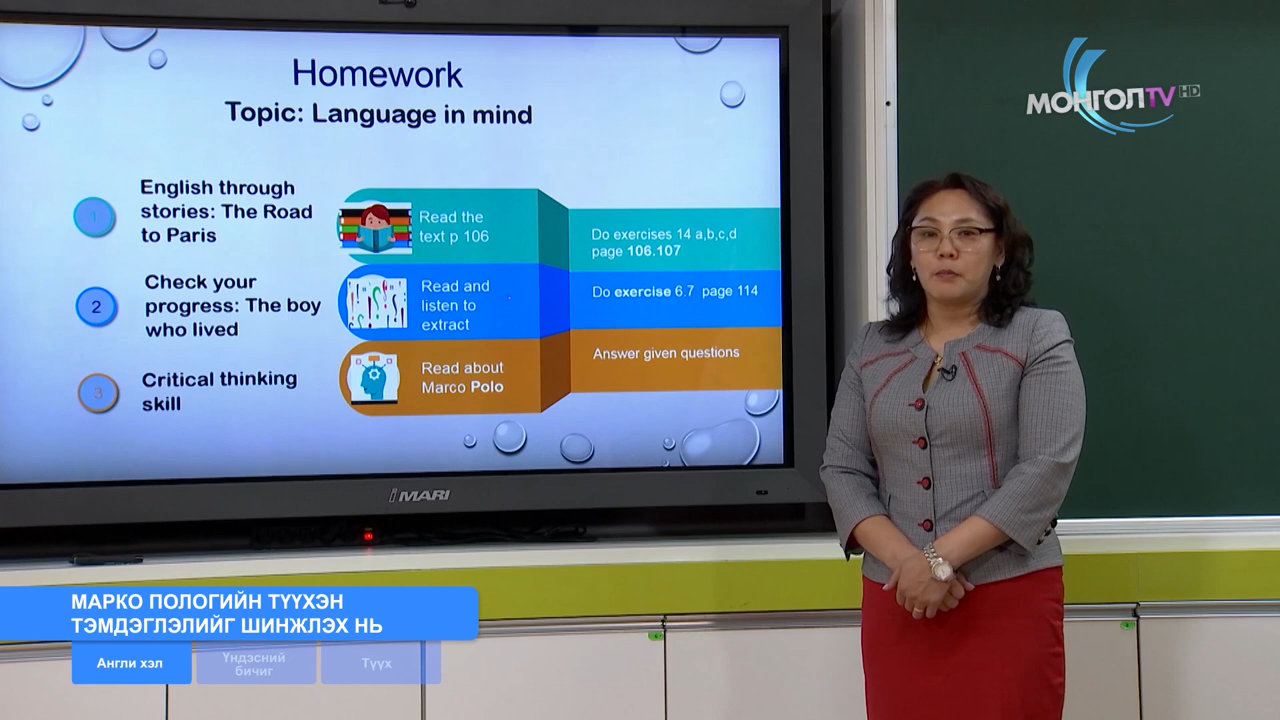 Homework
Topic: Language in mind
1
English through
stories: The Road
to Paris
Read the
text p 106
Do exercises 14 a,b,c,d
page 106.107
2
Check your
progress: The boy
who lived
Read and
listen to
extract
Do exercise 6.7 page 114
3
Critical thinking
skill
Read about
Marco Polo
Answer given questions
iMARI
МОНГОЛTV HD
МАРКО ПОЛОГИЙН ТҮҮХЭН
ТЭМДЭГЛЭЛИЙГ ШИНЖЛЭХ НЬ
Англи хэл
Үндэсний
бичиг
Түүх